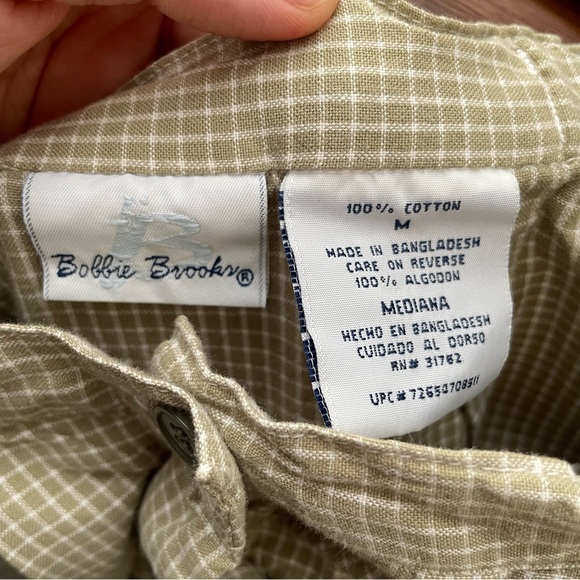 Bobbie Brooks®
100% COTTON
M
MADE IN BANGLADESH
CARE ON REVERSE
100% ALGODON
MEDIANA
HECHO EN BANGLADESH
CUIDADO AL DORSO
RN# 31762
UPC# 72650708511